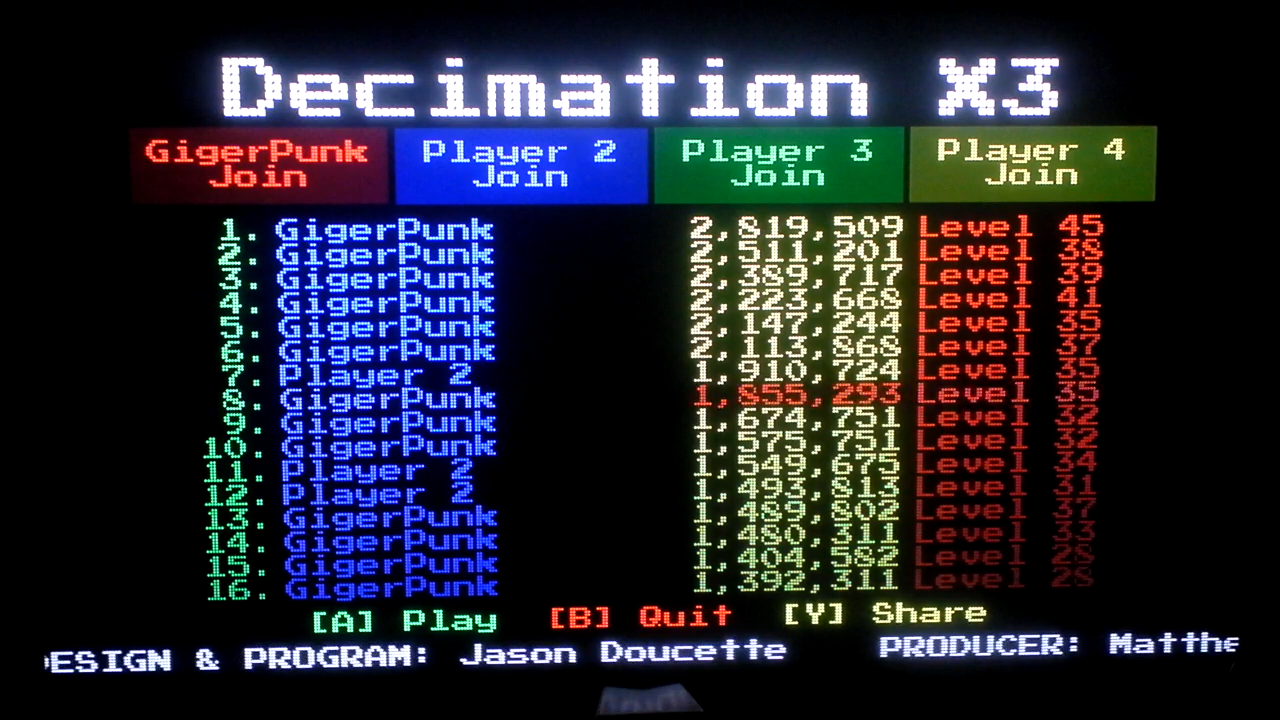 Decimation X3
GigerPunk Join
Player 2 Join
Player 3 Join
Player 4 Join
1. GigerPunk 2,819,509 Level 45
2. GigerPunk 2,511,201 Level 38
3. GigerPunk 2,389,717 Level 39
4. GigerPunk 2,223,668 Level 41
5. GigerPunk 2,147,244 Level 35
6. GigerPunk 2,113,868 Level 37
7. Player 2 1,910,724 Level 35
8. GigerPunk 1,855,293 Level 35
9. GigerPunk 1,674,751 Level 32
10. GigerPunk 1,575,751 Level 32
11. Player 2 1,549,675 Level 34
12. Player 2 1,493,813 Level 31
13. GigerPunk 1,489,802 Level 37
14. GigerPunk 1,480,311 Level 33
15. GigerPunk 1,404,582 Level 28
16. GigerPunk 1,392,311 Level 28
[A] Play [B] Quit [Y] Share
ESIGN & PROGRAM: Jason Doucette PRODUCER: Matthe